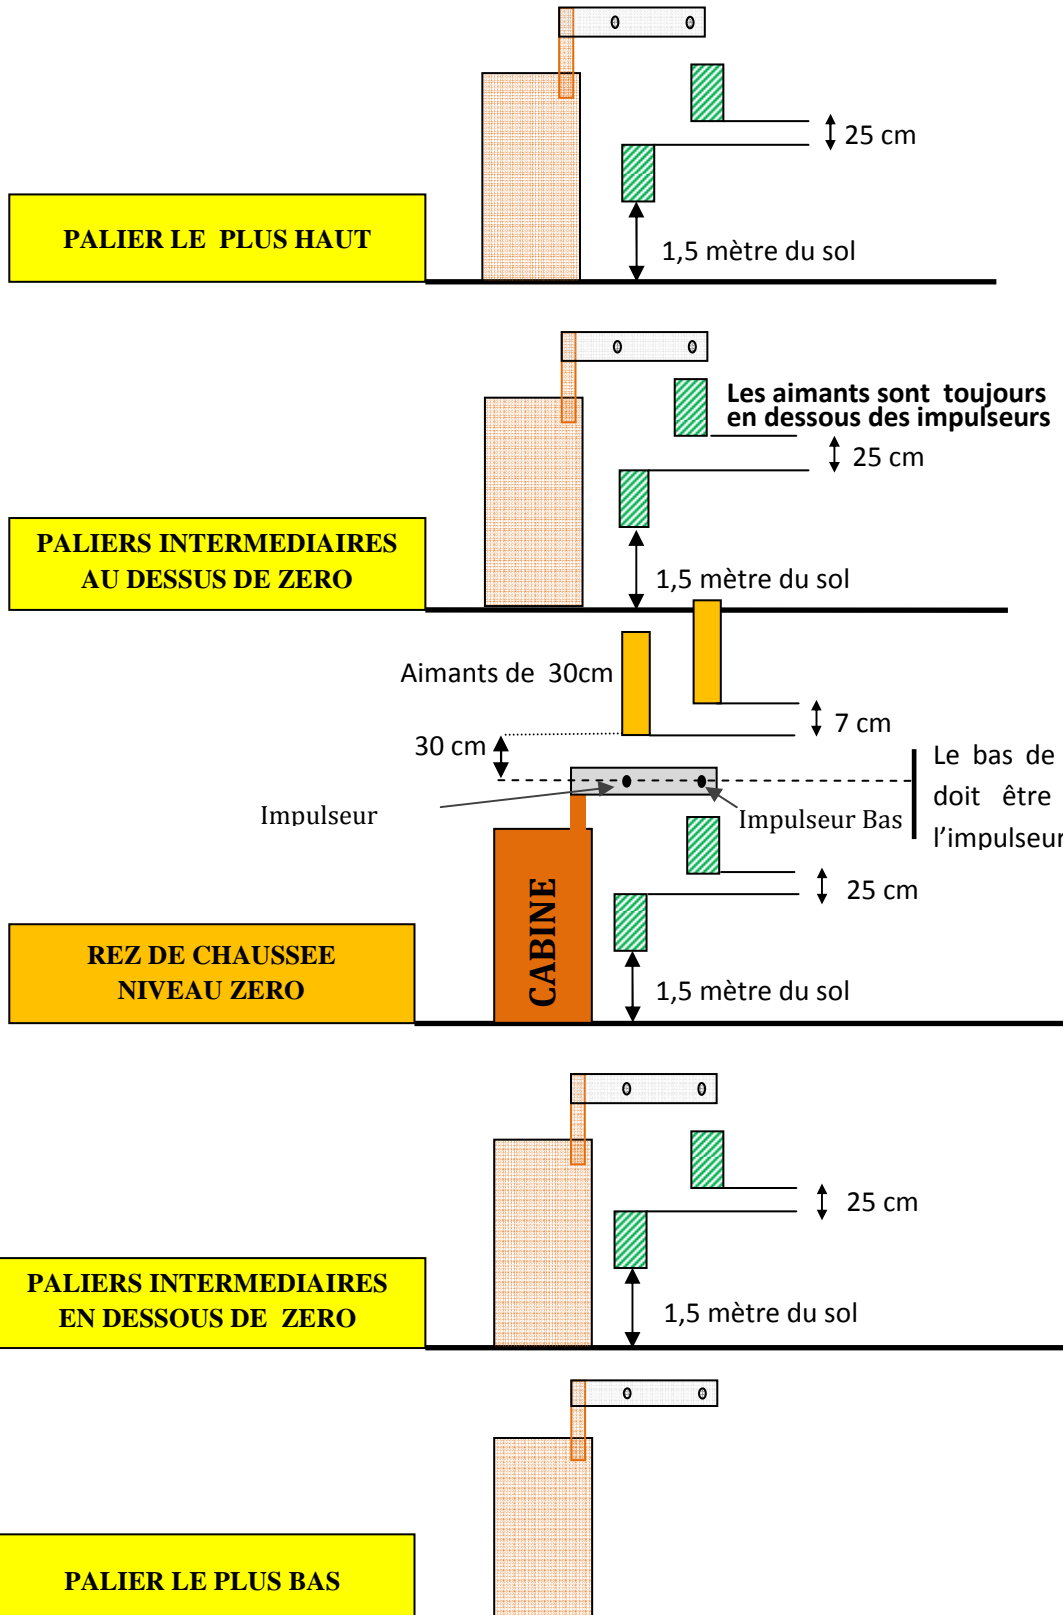 25 cm
PALIER LE PLUS HAUT
1,5 mètre du sol
Les aimants sont toujours
en dessous des impulseurs
25 cm
PALIERS INTERMEDIAIRES
AU DESSUS DE ZERO
1,5 mètre du sol
Aimants de 30cm
7 cm
30 cm
Le bas de
doit être
l’impulseur
Impulseur
Impulseur Bas
25 cm
CABINE
REZ DE CHAUSSEE
NIVEAU ZERO
1,5 mètre du sol
25 cm
PALIERS INTERMEDIAIRES
EN DESSOUS DE ZERO
1,5 mètre du sol
PALIER LE PLUS BAS